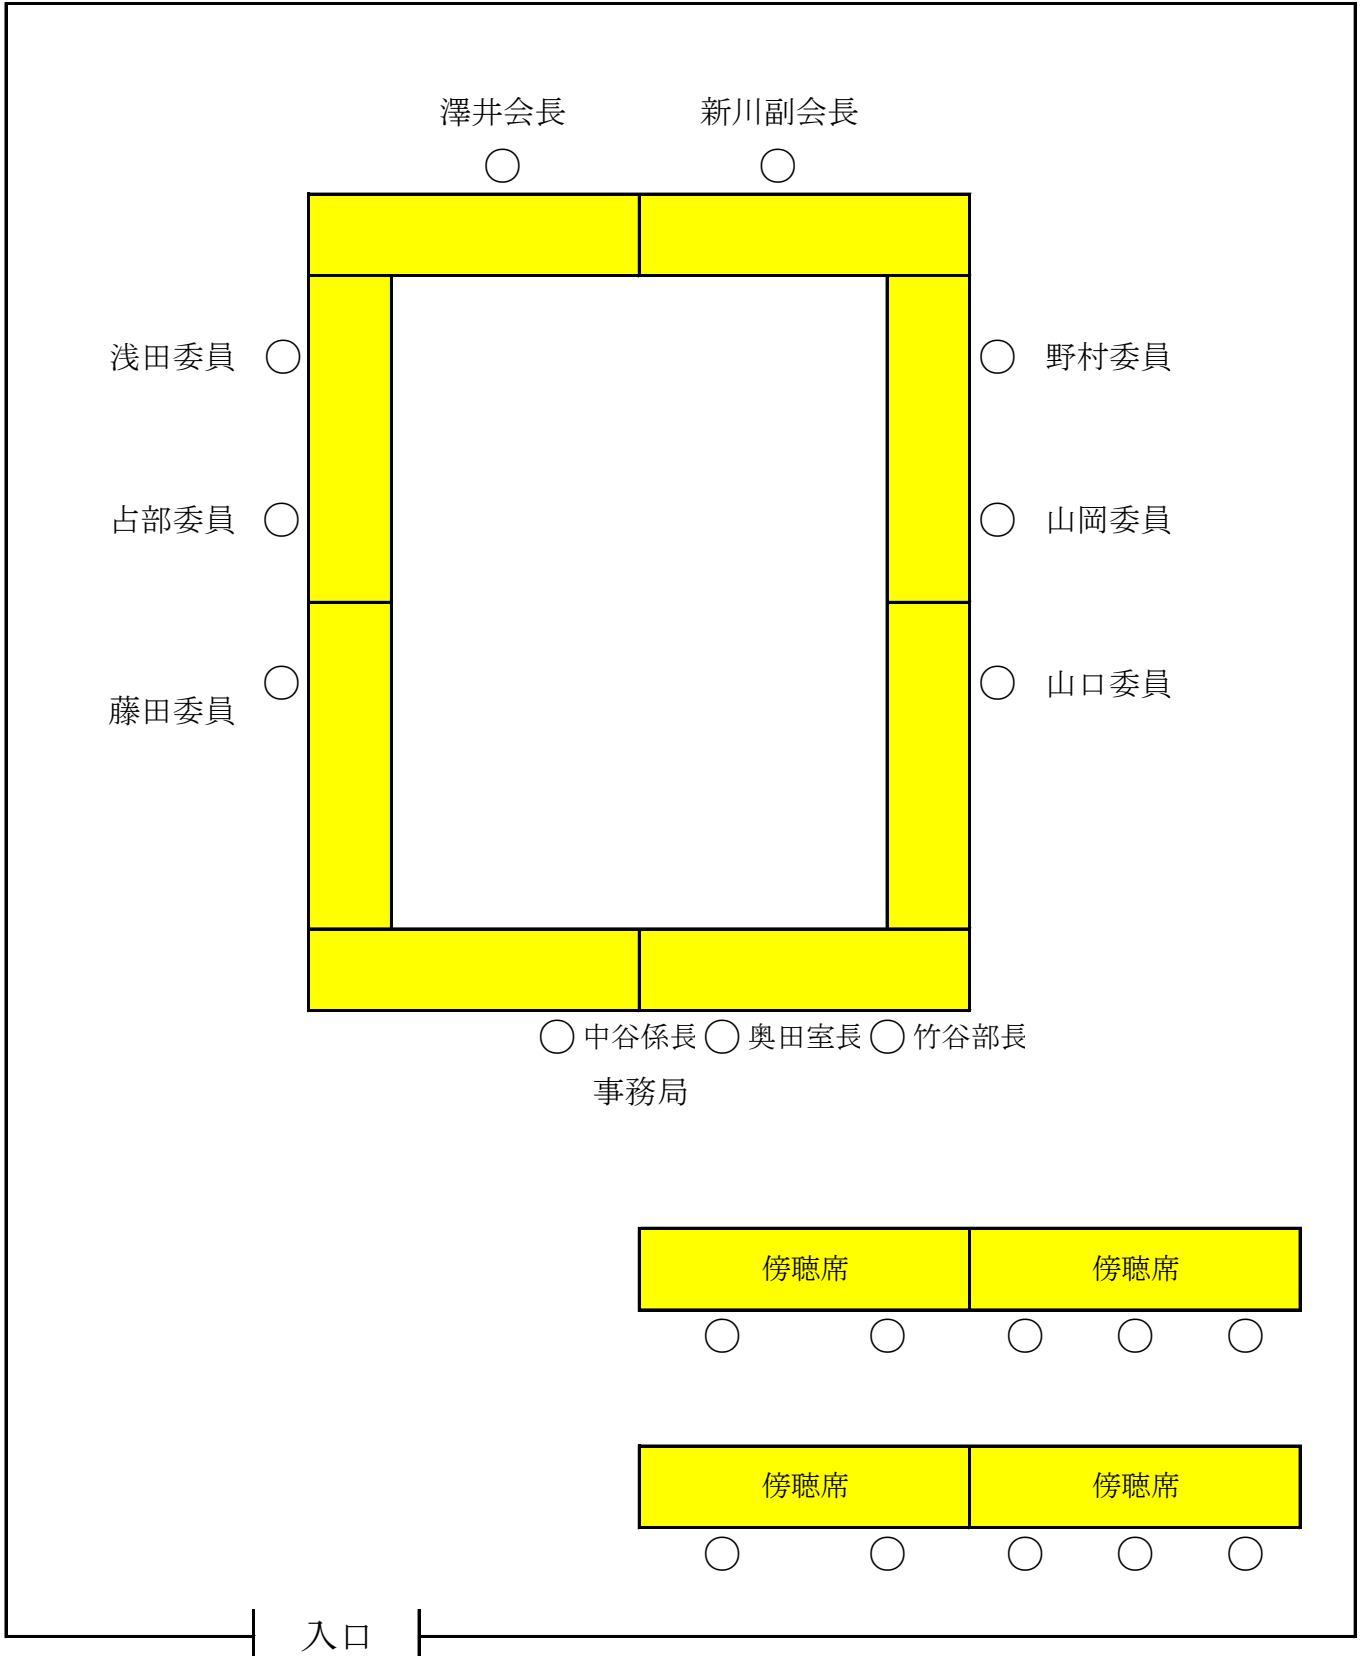 澤井会長　新川副会長
○　○
浅田委員　○　○　野村委員
占部委員　○　○　山岡委員
○　○　山口委員
藤田委員
○中谷係長○奥田室長○竹谷部長
事務局
傍聴席　傍聴席
○　○　○　○　○
傍聴席　傍聴席
○　○　○　○　○
入口